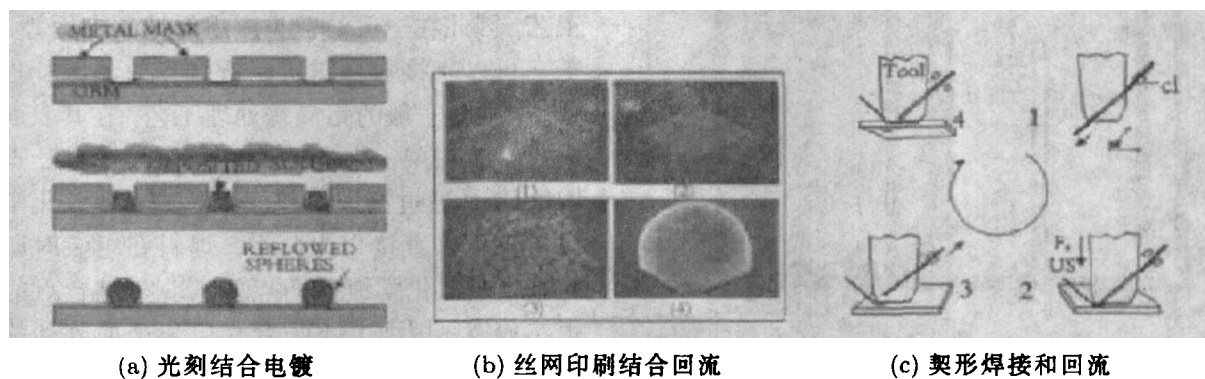 METAL MASK
REFLOWED
SPHERES
(1)
(2)
(3)
(4)
Tool
4
1
cl
3
2
US
(a) 光刻结合电镀
(b) 丝网印刷结合回流
(c) 契形焊接和回流